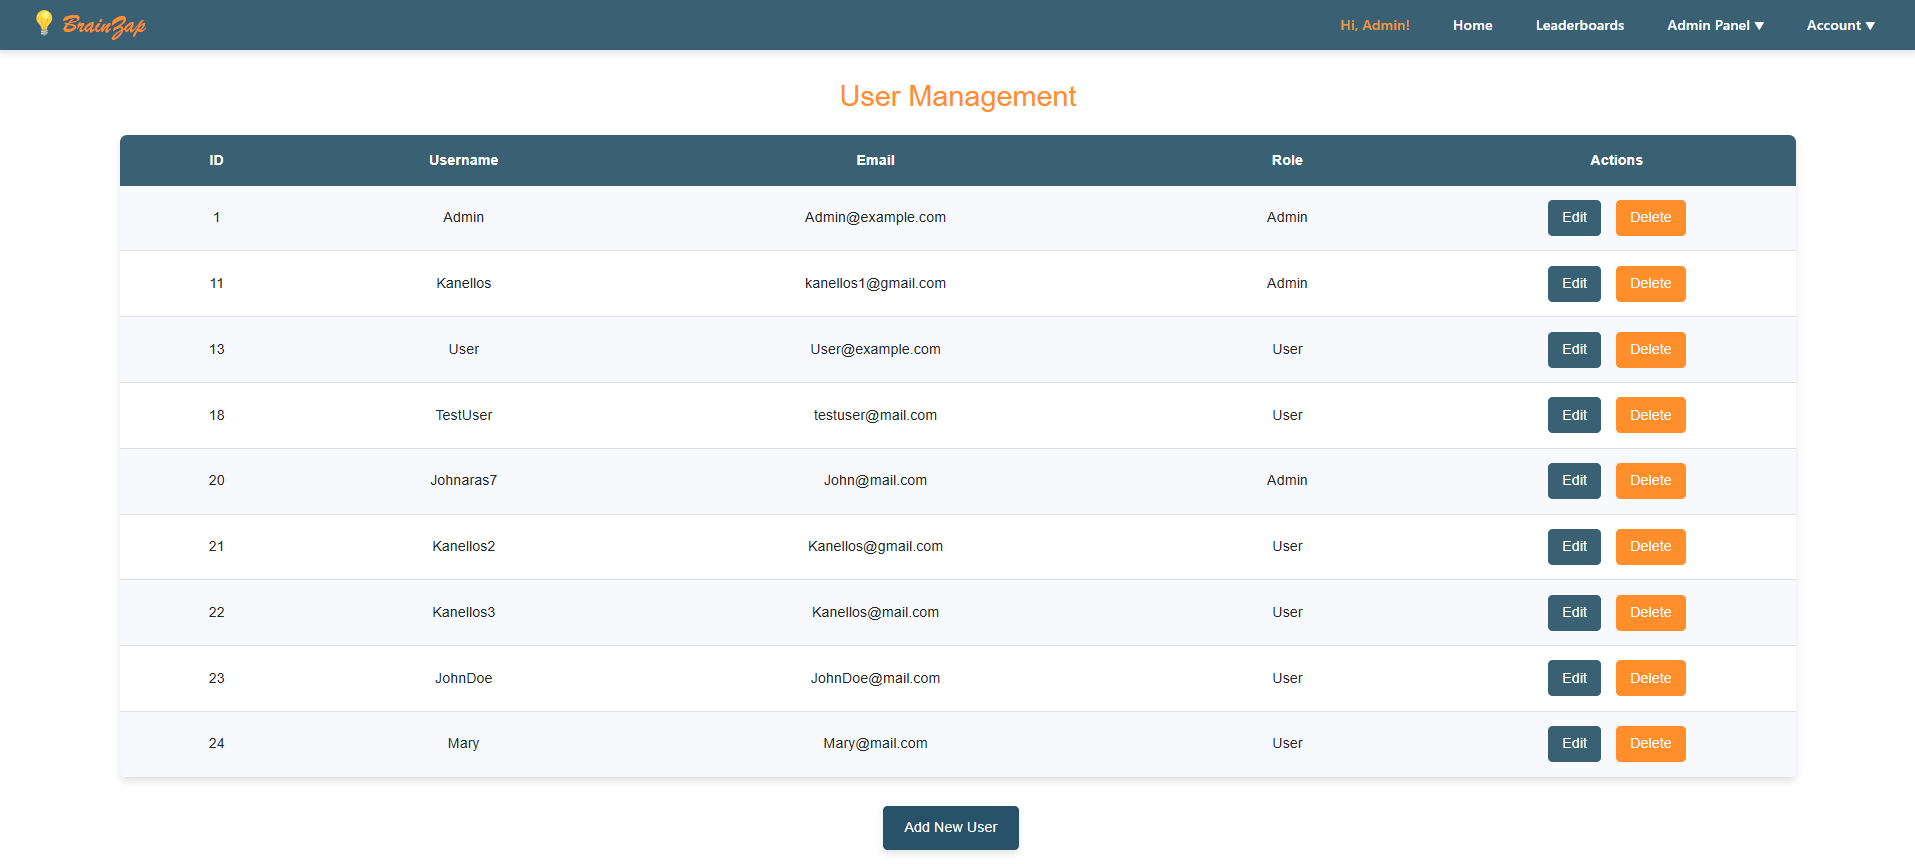 BrainZap Hi, Admin! Home Leaderboards Admin Panel ▼ Account ▼
User Management
ID Username Email Role Actions
1 Admin Admin@example.com Admin Edit Delete
11 Kanellos kanellos1@gmail.com Admin Edit Delete
13 User User@example.com User Edit Delete
18 TestUser testuser@mail.com User Edit Delete
20 Johnaras7 John@mail.com Admin Edit Delete
21 Kanellos2 Kanellos@gmail.com User Edit Delete
22 Kanellos3 Kanellos@mail.com User Edit Delete
23 JohnDoe JohnDoe@mail.com User Edit Delete
24 Mary Mary@mail.com User Edit Delete
Add New User